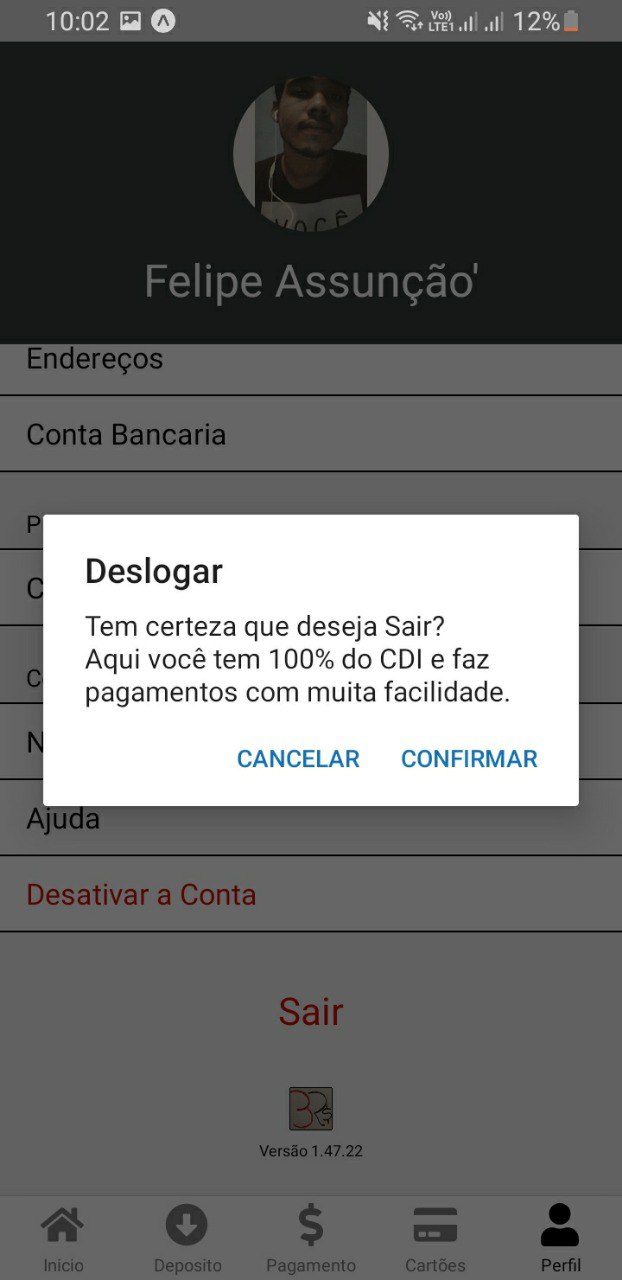 10:02
Vo))
LTE1
12%
VOCÊ
Felipe Assunção'
Endereços
Conta Bancaria
P
C
Deslogar
Tem certeza que deseja Sair?
Aqui você tem 100% do CDI e faz
pagamentos com muita facilidade.
CANCELAR CONFIRMAR
C
N
Ajuda
Desativar a Conta
Sair
Versão 1.47.22
Inicio Deposito Pagamento Cartões Perfil